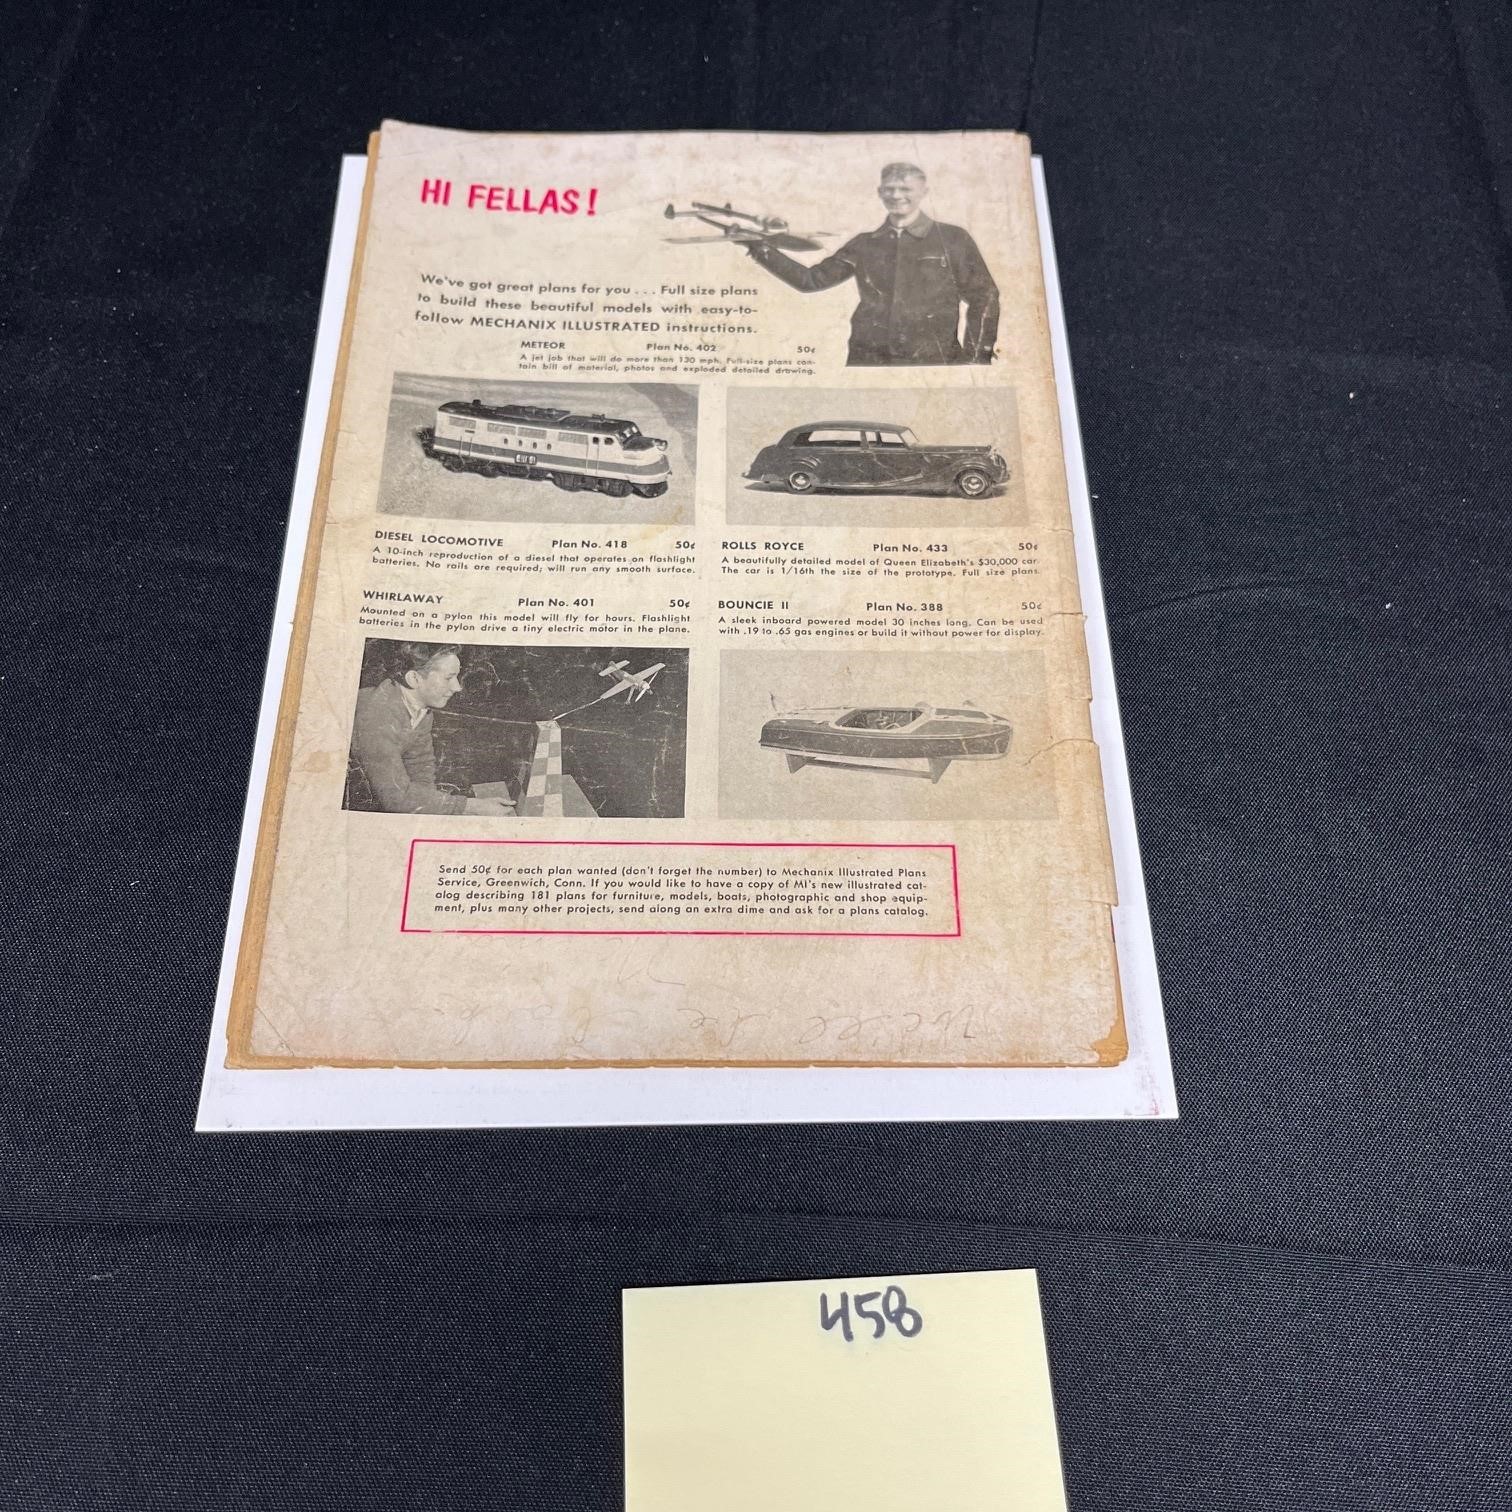 HI FELLAS!
We've got great plans for you . . . Full size plans
to build these beautiful models with easy-to-
follow MECHANIX ILLUSTRATED instructions.
METEOR Plan No. 402 50¢
A jet job that will do more than 130 mph. Full-size plans con-
tain bill of material, photos and exploded detailed drawing.
DIESEL LOCOMOTIVE Plan No. 418 50¢
A 10-inch reproduction of a diesel that operates on flashlight
batteries. No rails are required; will run any smooth surface.
ROLLS ROYCE Plan No. 433 50¢
A beautifully detailed model of Queen Elizabeth's $30,000 car.
The car is 1/16th the size of the prototype. Full size plans.
WHIRLAWAY Plan No. 401 50¢
Mounted on a pylon this model will fly for hours. Flashlight
batteries in the pylon drive a tiny electric motor in the plane.
BOUNCIE II Plan No. 388 50¢
A sleek inboard powered model 30 inches long. Can be used
with .19 to .65 gas engines or build it without power for display.
Send 50¢ for each plan wanted (don't forget the number) to Mechanix Illustrated Plans
Service, Greenwich, Conn. If you would like to have a copy of MI's new illustrated cat-
alog describing 181 plans for furniture, models, boats, photographic and shop equip-
ment, plus many other projects, send along an extra dime and ask for a plans catalog.
458